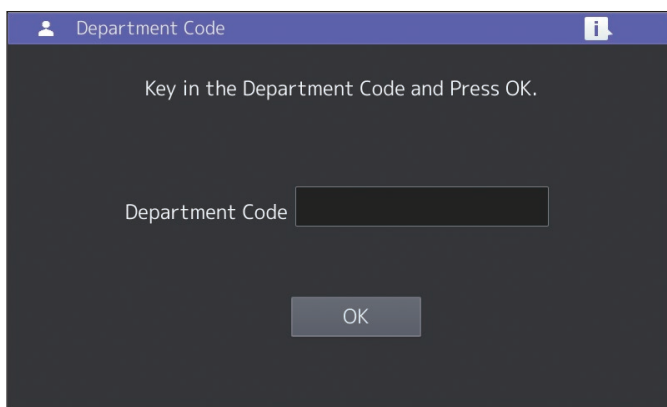 Department Code
i
Key in the Department Code and Press OK.
Department Code
OK